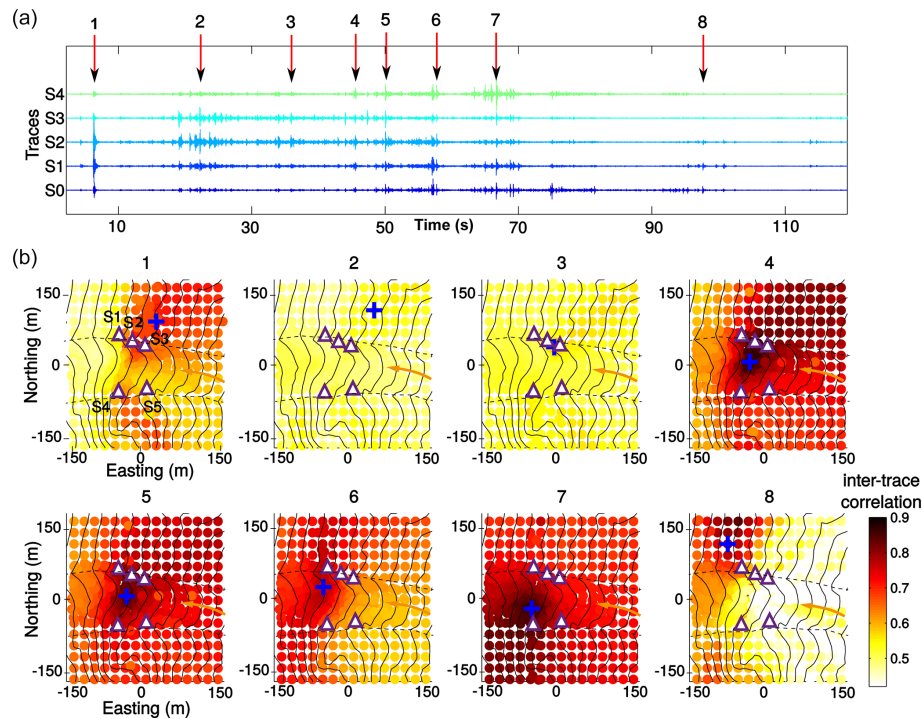 (a)
1 2 3 4 5 6 7 8
S4
S3
S2
S1
S0
Traces
10 30 50 70 90 110
Time (s)
(b)
1 2 3 4
150
0
-150
Northing (m)
S1
S2
S3
S4
S5
-150 0 150
Easting (m)
150
0
-150
-150 0 150
150
0
-150
-150 0 150
150
0
-150
-150 0 150
5 6 7 8
inter-trace
correlation
150
0
-150
Northing (m)
-150 0 150
Easting (m)
150
0
-150
-150 0 150
150
0
-150
-150 0 150
150
0
-150
-150 0 150
0.9
0.8
0.7
0.6
0.5